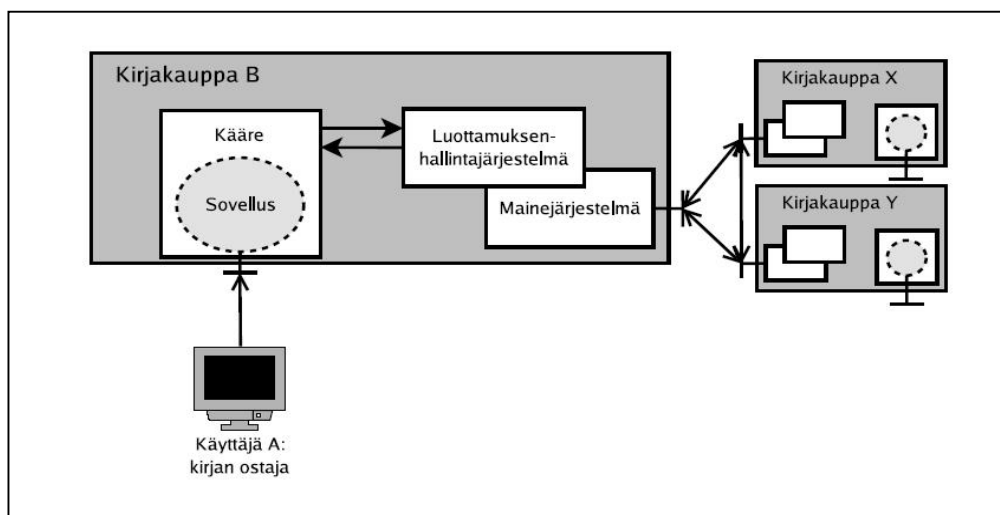 Kirjakauppa B
Kääre
Sovellus
Luottamuksen-
hallintajärjestelmä
Mainejärjestelmä
Kirjakauppa X
Kirjakauppa Y
Käyttäjä A:
kirjan ostaja